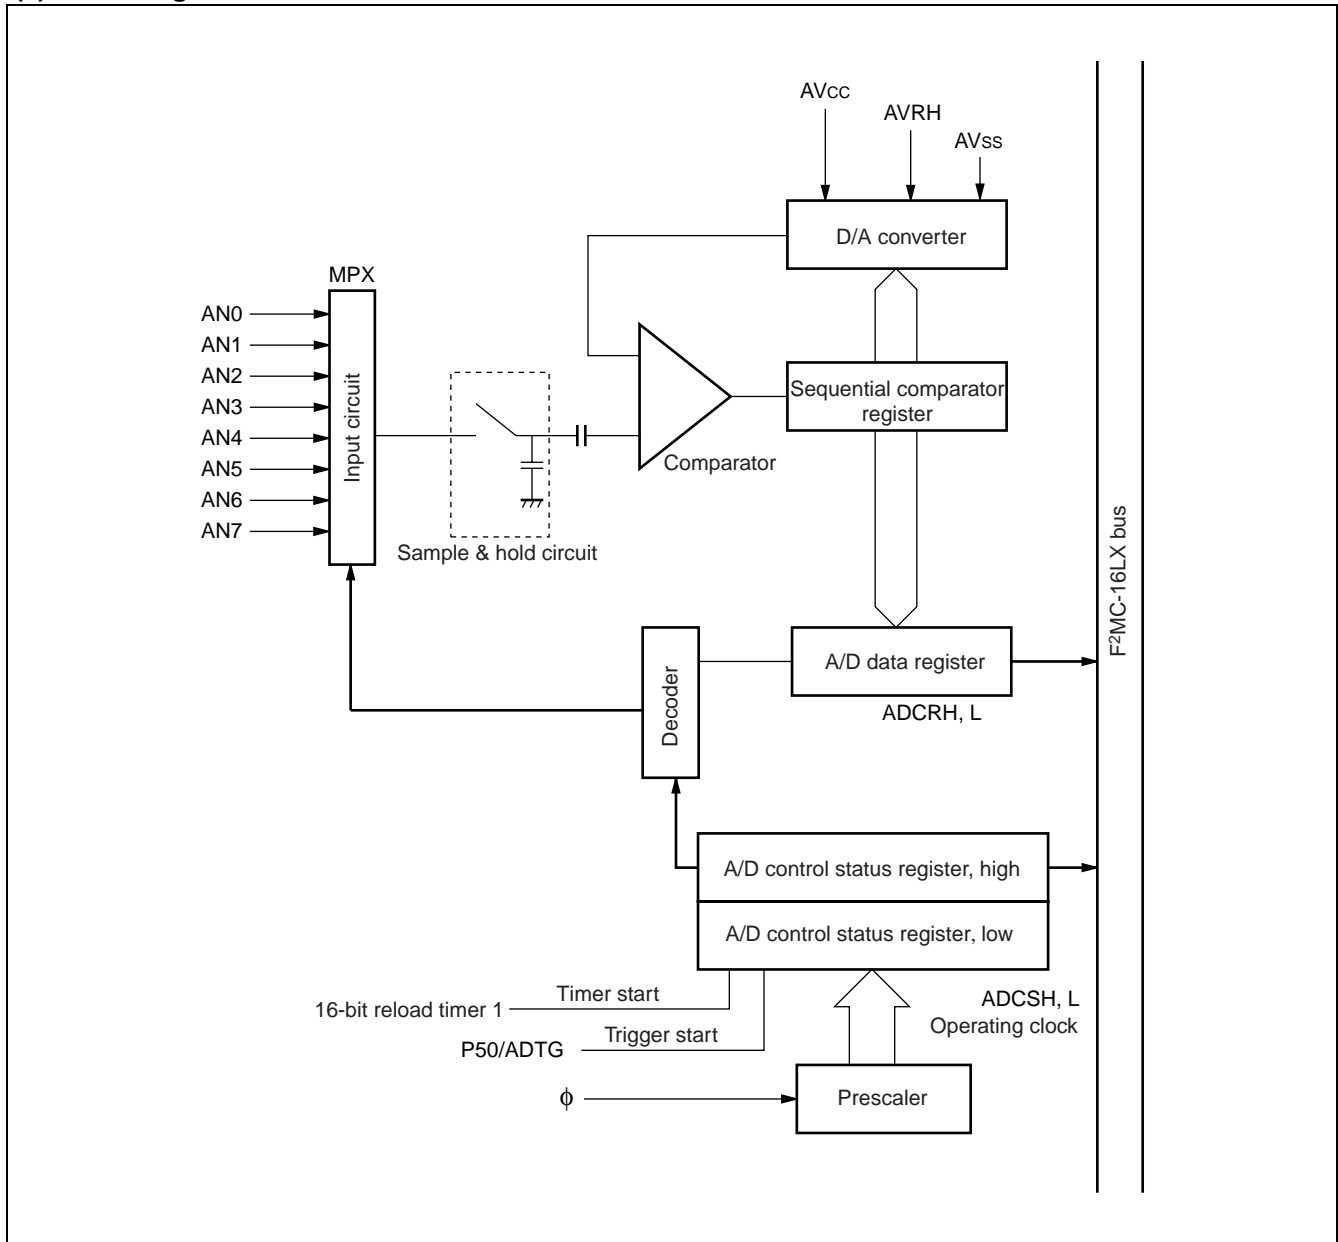 AVCC
AVRH
AVSS
D/A converter
MPX
AN0
AN1
AN2
AN3
AN4
AN5
AN6
AN7
Input circuit
Sequential comparator
register
Comparator
Sample & hold circuit
F²MC-16LX bus
A/D data register
ADCRH, L
Decoder
A/D control status register, high
A/D control status register, low
16-bit reload timer 1
Timer start
ADCSH, L
Operating clock
P50/ADTG
Trigger start
ϕ
Prescaler